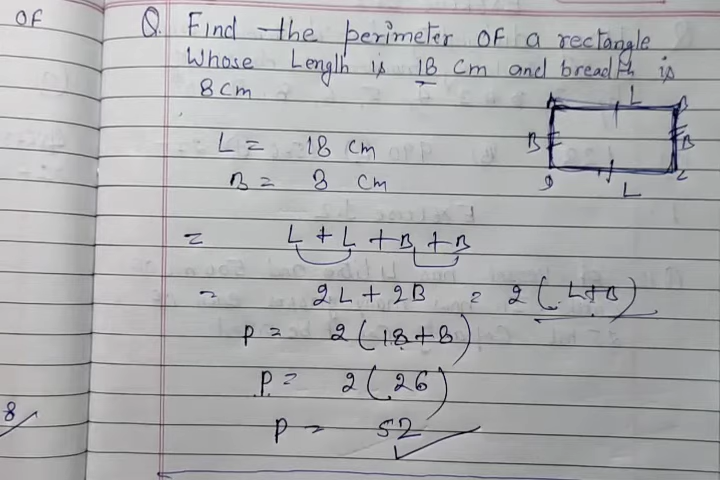 OF
Q. Find the perimeter OF a rectangle
Whose Length is 18 Cm and breadth is
8 cm
L
A B
B B
D C
L
L = 18 cm
B = 8 cm
= L + L + B + B
= 2L + 2B = 2 (L+B)
P = 2 (18+8)
P = 2 (26)
8
P = 52